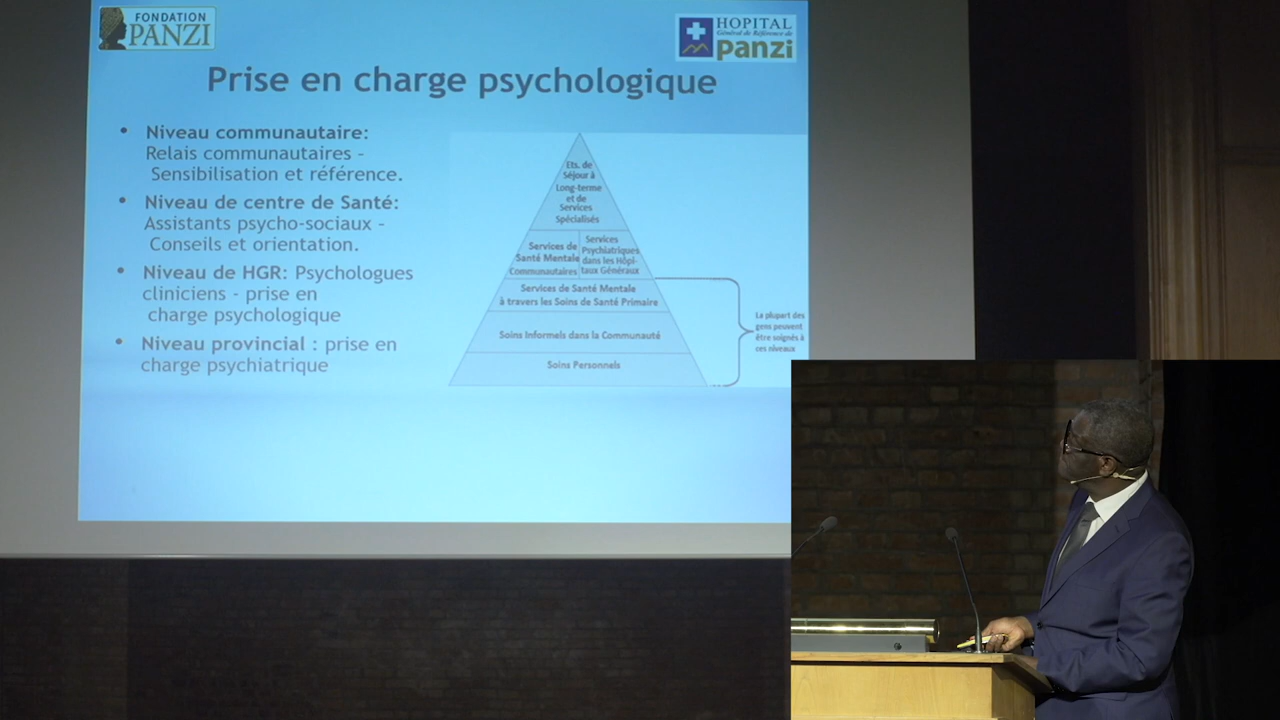 FONDATION
PANZI
HOPITAL
Général de Référence de
panzi
Prise en charge psychologique
• Niveau communautaire:
Relais communautaires -
Sensibilisation et référence.
• Niveau de centre de Santé:
Assistants psycho-sociaux -
Conseils et orientation.
• Niveau de HGR: Psychologues
cliniciens - prise en
charge psychologique
• Niveau provincial : prise en
charge psychiatrique
Ets. de
Séjour à
Long-terme
et de
Services
Spécialisés
Services de
Santé Mentale
Communautaires
Services
Psychiatriques
dans les Hôpi-
taux Généraux
Services de Santé Mentale
à travers les Soins de Santé Primaire
Soins Informels dans la Communauté
Soins Personnels
La plupart des
gens peuvent
être soignés à
ces niveaux